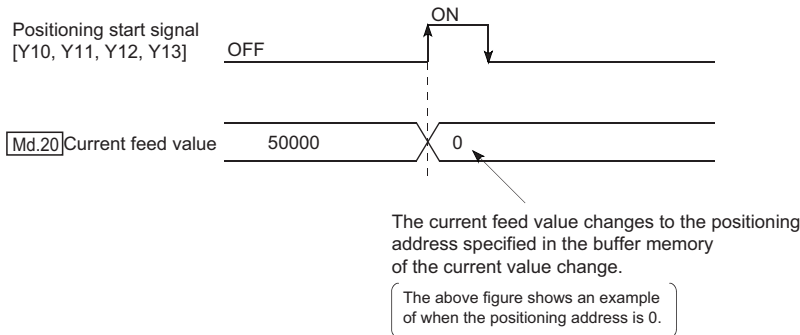 ON
Positioning start signal
[Y10, Y11, Y12, Y13]
OFF
Md.20 Current feed value
50000
0
The current feed value changes to the positioning
address specified in the buffer memory
of the current value change.
The above figure shows an example
of when the positioning address is 0.